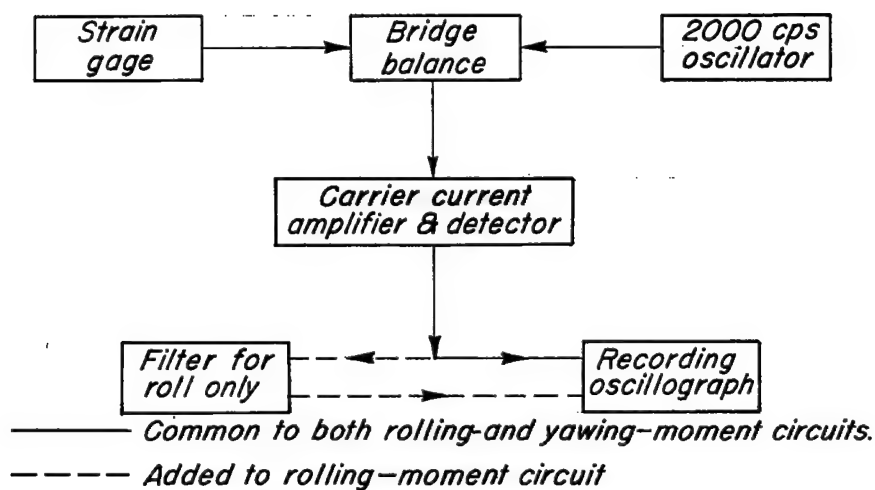 Strain
gage
Bridge
balance
2000 cps
oscillator
Carrier current
amplifier & detector
Filter for
roll only
Recording
oscillograph
Common to both rolling-and yawing-moment circuits.
Added to rolling-moment circuit